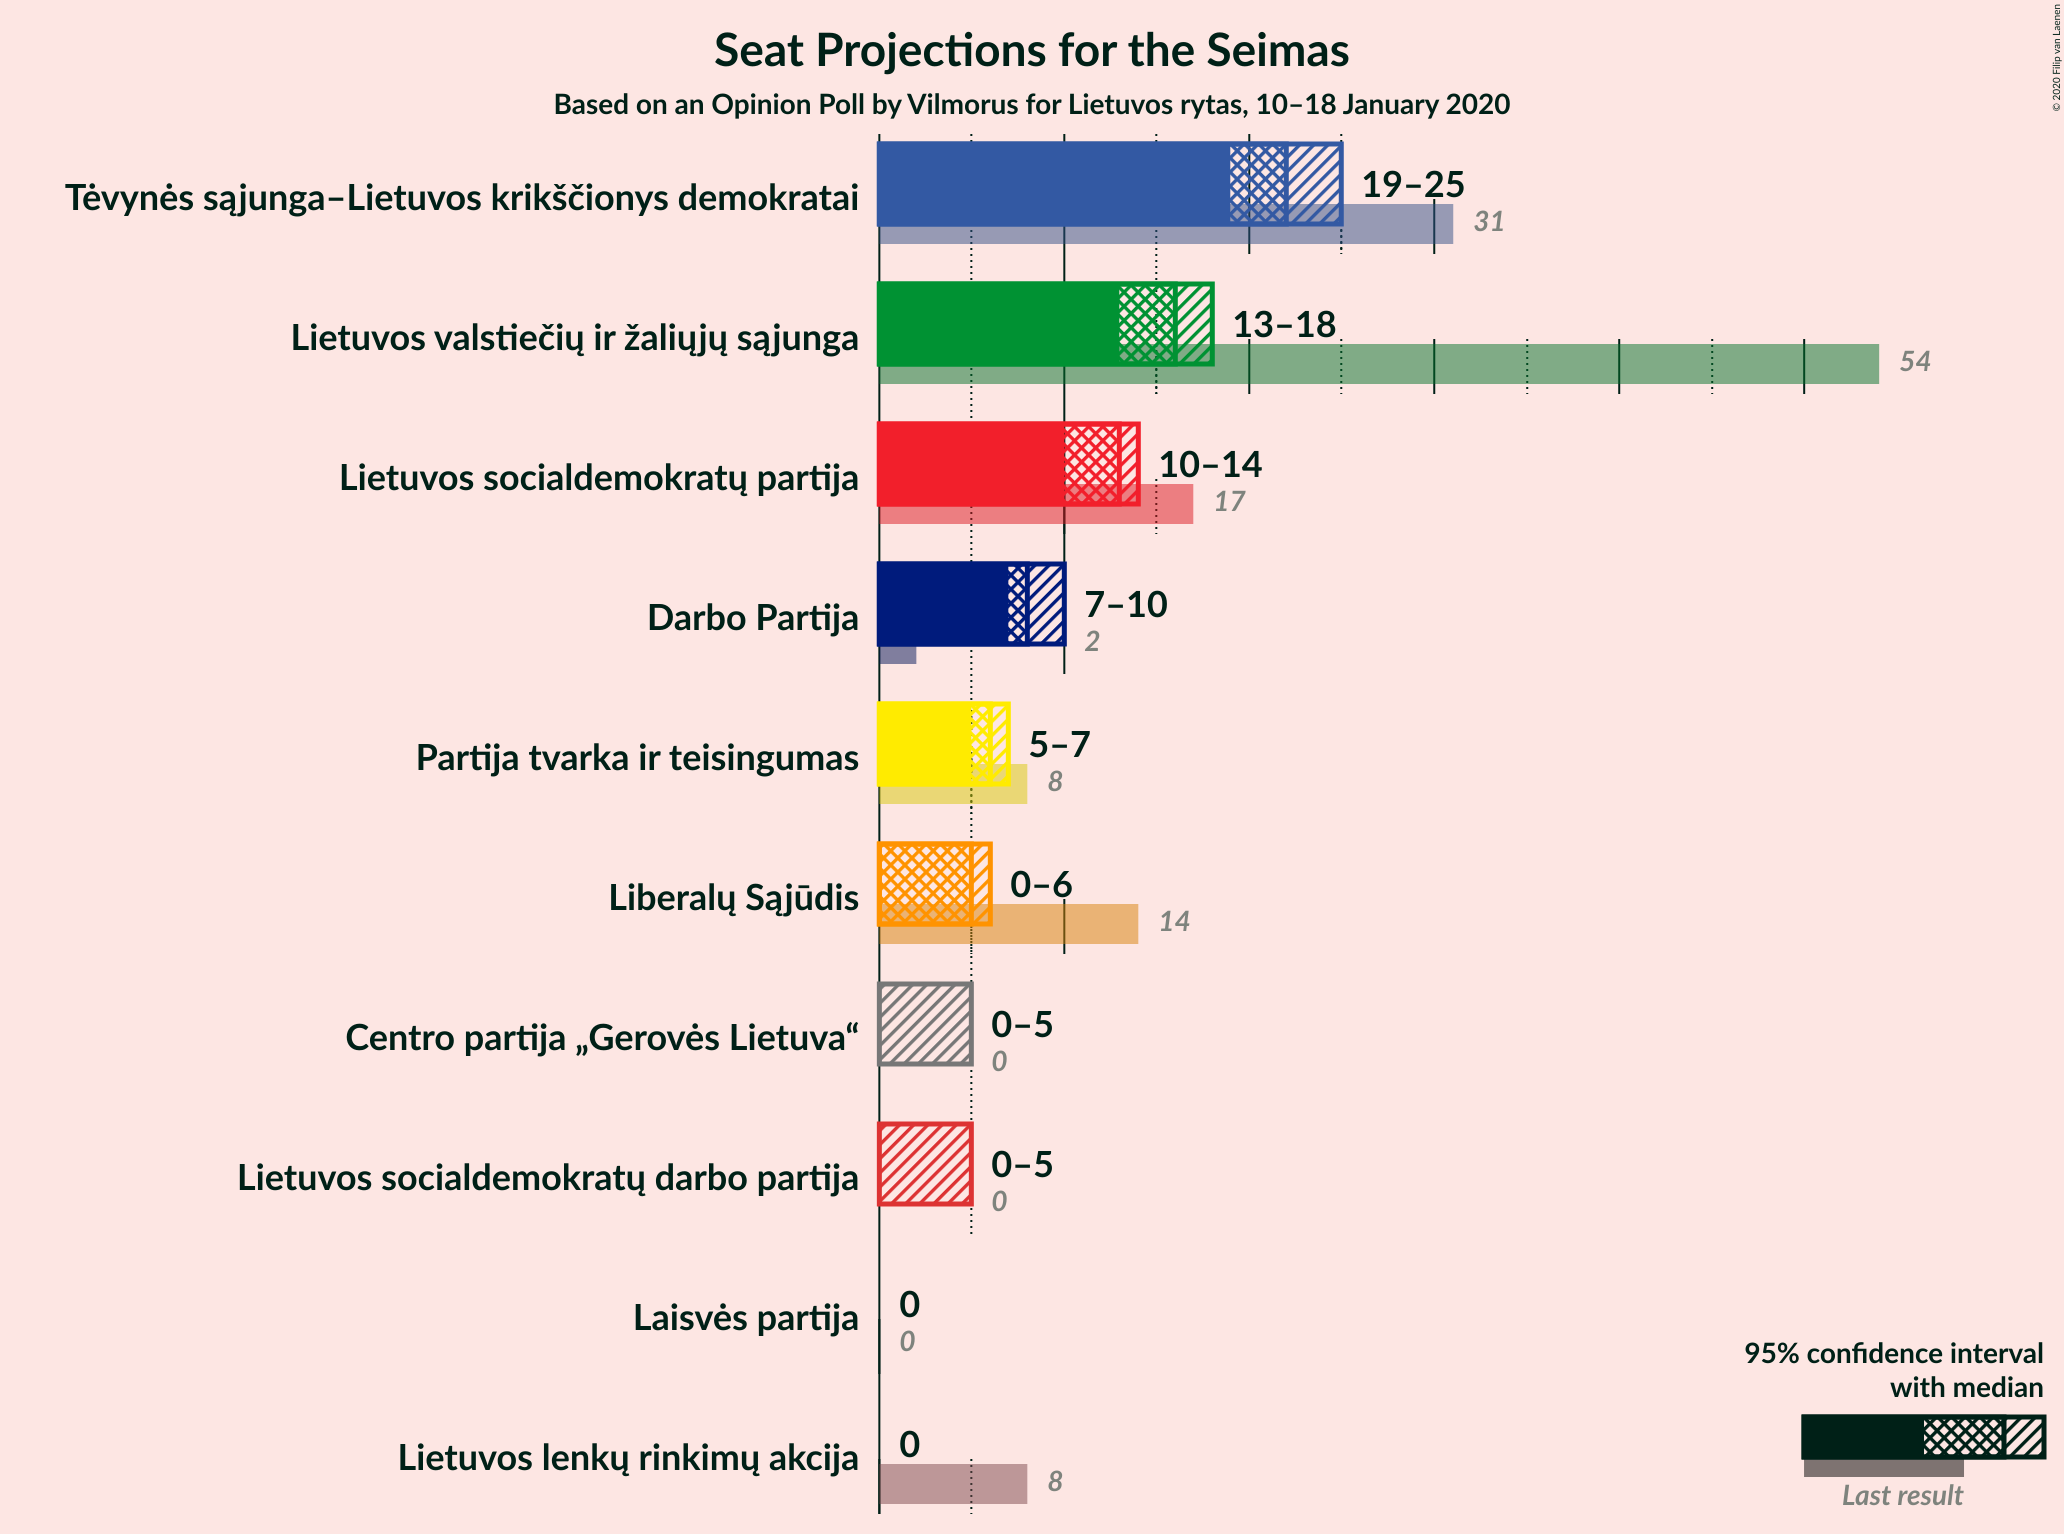 Seat Projections for the Seimas
Based on an Opinion Poll by Vilmorus for Lietuvos rytas, 10–18 January 2020
© 2020 Filip van Laenen
Tėvynės sąjunga–Lietuvos krikščionys demokratai
19–25
31
Lietuvos valstiečių ir žaliųjų sąjunga
13–18
54
Lietuvos socialdemokratų partija
10–14
17
Darbo Partija
7–10
2
Partija tvarka ir teisingumas
5–7
8
Liberalų Sąjūdis
0–6
14
Centro partija „Gerovės Lietuva“
0–5
0
Lietuvos socialdemokratų darbo partija
0–5
0
Laisvės partija
0
0
Lietuvos lenkų rinkimų akcija
0
8
95% confidence interval
with median
Last result